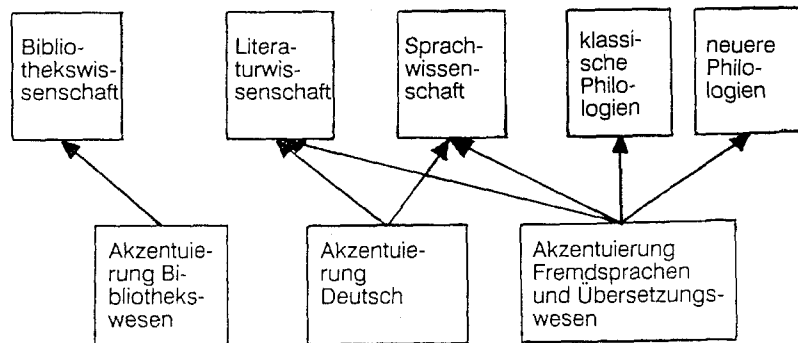 Biblio-
thekswis-
senschaft
Litera-
turwis-
senschaft
Sprach-
wissen-
schaft
klassi-
sche
Philo-
logien
neuere
Philo-
logien
Akzentuie-
rung Bi-
bliotheks-
wesen
Akzentuie-
rung
Deutsch
Akzentuierung
Fremdsprachen
und Übersetzungs-
wesen